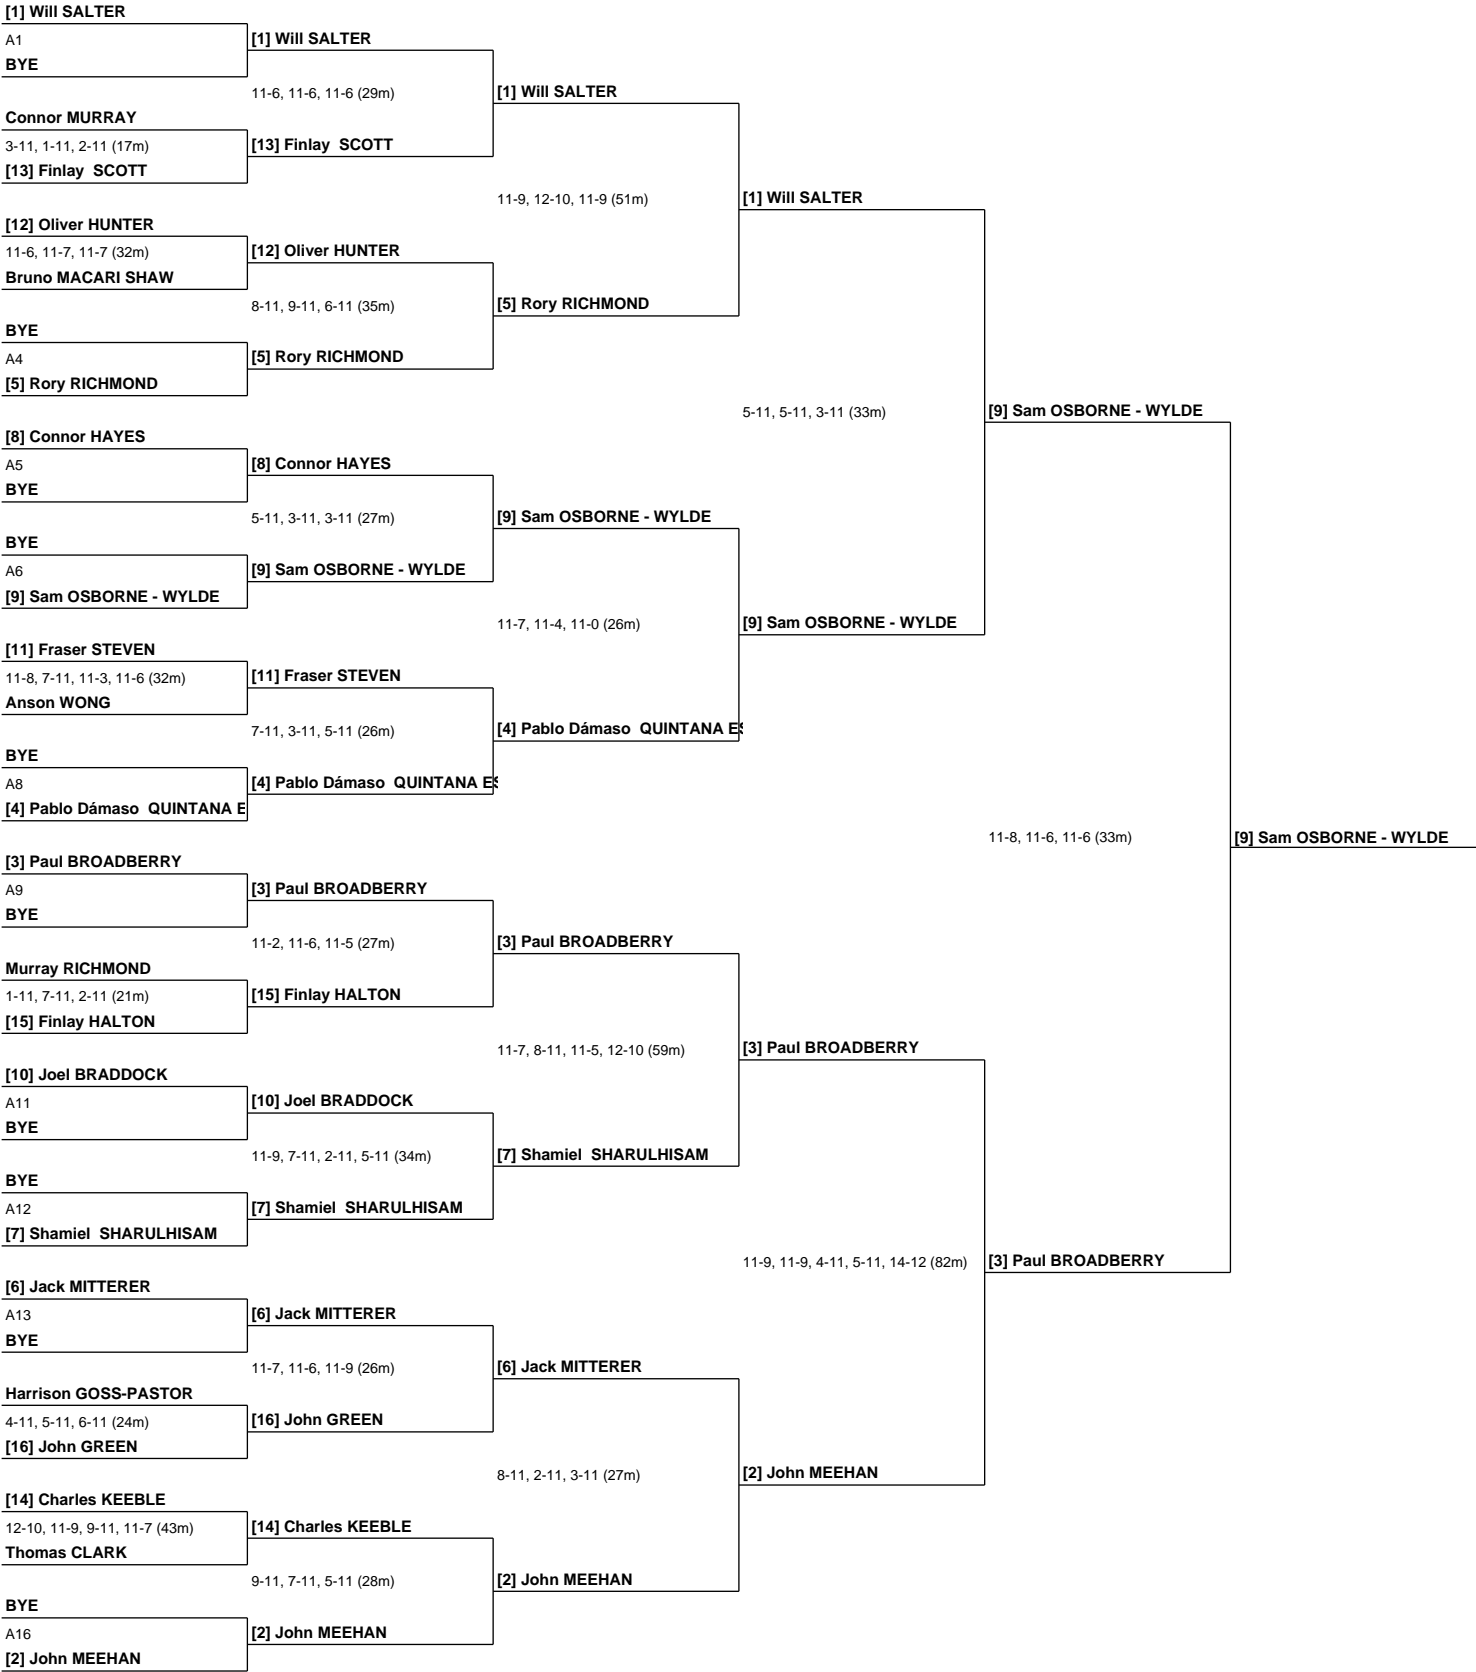 [1] Will SALTER
A1
BYE
Connor MURRAY
3-11, 1-11, 2-11 (17m)
[13] Finlay  SCOTT
[12] Oliver HUNTER
11-6, 11-7, 11-7 (32m)
Bruno MACARI SHAW
BYE
A4
[5] Rory RICHMOND
[8] Connor HAYES
A5
BYE
BYE
A6
[9] Sam OSBORNE - WYLDE
[11] Fraser STEVEN
11-8, 7-11, 11-3, 11-6 (32m)
Anson WONG
BYE
A8
[4] Pablo Dámaso  QUINTANA E
[3] Paul BROADBERRY
A9
BYE
Murray RICHMOND
1-11, 7-11, 2-11 (21m)
[15] Finlay HALTON
[10] Joel BRADDOCK
A11
BYE
BYE
A12
[7] Shamiel  SHARULHISAM
[6] Jack MITTERER
A13
BYE
Harrison GOSS-PASTOR
4-11, 5-11, 6-11 (24m)
[16] John GREEN
[14] Charles KEEBLE
12-10, 11-9, 9-11, 11-7 (43m)
Thomas CLARK
BYE
A16
[2] John MEEHAN
[1] Will SALTER
11-6, 11-6, 11-6 (29m)
[13] Finlay  SCOTT
[12] Oliver HUNTER
8-11, 9-11, 6-11 (35m)
[5] Rory RICHMOND
[8] Connor HAYES
5-11, 3-11, 3-11 (27m)
[9] Sam OSBORNE - WYLDE
[11] Fraser STEVEN
7-11, 3-11, 5-11 (26m)
[4] Pablo Dámaso  QUINTANA ES
[3] Paul BROADBERRY
11-2, 11-6, 11-5 (27m)
[15] Finlay HALTON
[10] Joel BRADDOCK
11-9, 7-11, 2-11, 5-11 (34m)
[7] Shamiel  SHARULHISAM
[6] Jack MITTERER
11-7, 11-6, 11-9 (26m)
[16] John GREEN
[14] Charles KEEBLE
9-11, 7-11, 5-11 (28m)
[2] John MEEHAN
[1] Will SALTER
11-9, 12-10, 11-9 (51m)
[5] Rory RICHMOND
[9] Sam OSBORNE - WYLDE
11-7, 11-4, 11-0 (26m)
[4] Pablo Dámaso  QUINTANA ES
[3] Paul BROADBERRY
11-7, 8-11, 11-5, 12-10 (59m)
[7] Shamiel  SHARULHISAM
[6] Jack MITTERER
8-11, 2-11, 3-11 (27m)
[2] John MEEHAN
[1] Will SALTER
5-11, 5-11, 3-11 (33m)
[9] Sam OSBORNE - WYLDE
[3] Paul BROADBERRY
11-9, 11-9, 4-11, 5-11, 14-12 (82m)
[2] John MEEHAN
[9] Sam OSBORNE - WYLDE
11-8, 11-6, 11-6 (33m)
[3] Paul BROADBERRY
[9] Sam OSBORNE - WYLDE